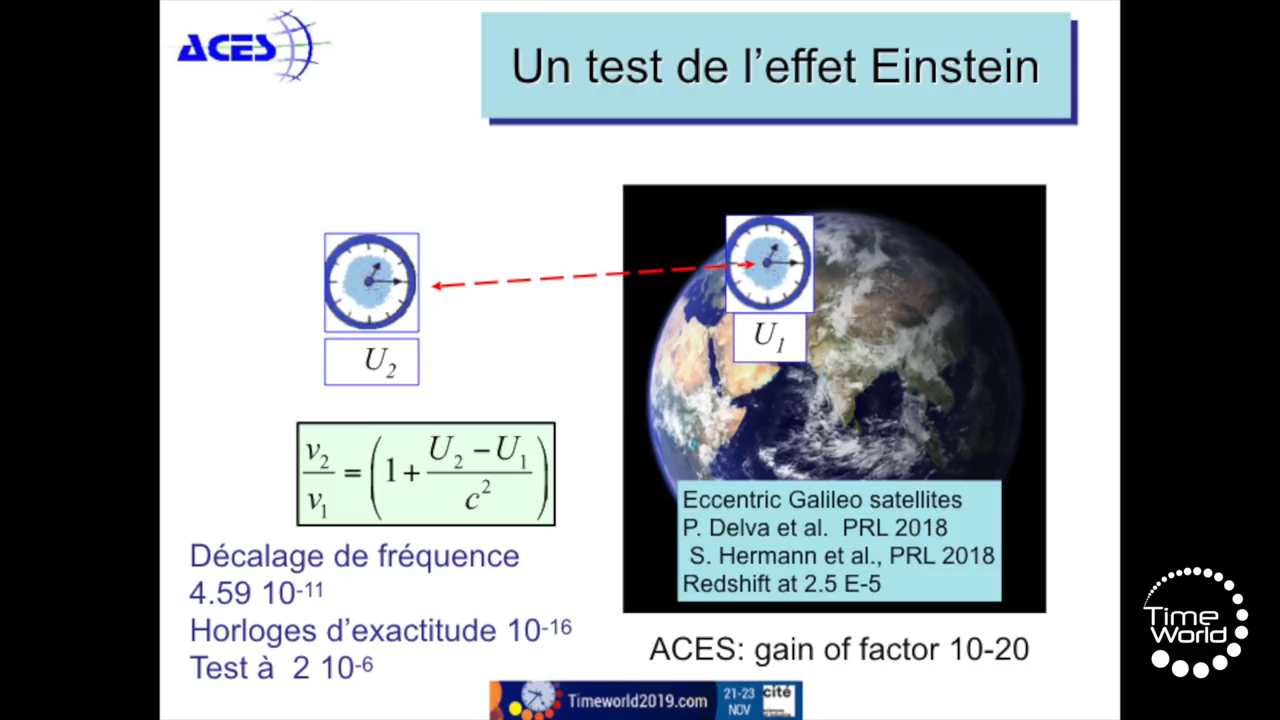 ACES
Un test de l'effet Einstein
U2
U1
ν2/ν1 = (1 + (U2 − U1)/c²)
Décalage de fréquence
4.59 10⁻¹¹
Horloges d'exactitude 10⁻¹⁶
Test à 2 10⁻⁶
Eccentric Galileo satellites
P. Delva et al. PRL 2018
S. Hermann et al., PRL 2018
Redshift at 2.5 E-5
ACES: gain of factor 10-20
Timeworld2019.com
21-23
NOV
cité
Time
World